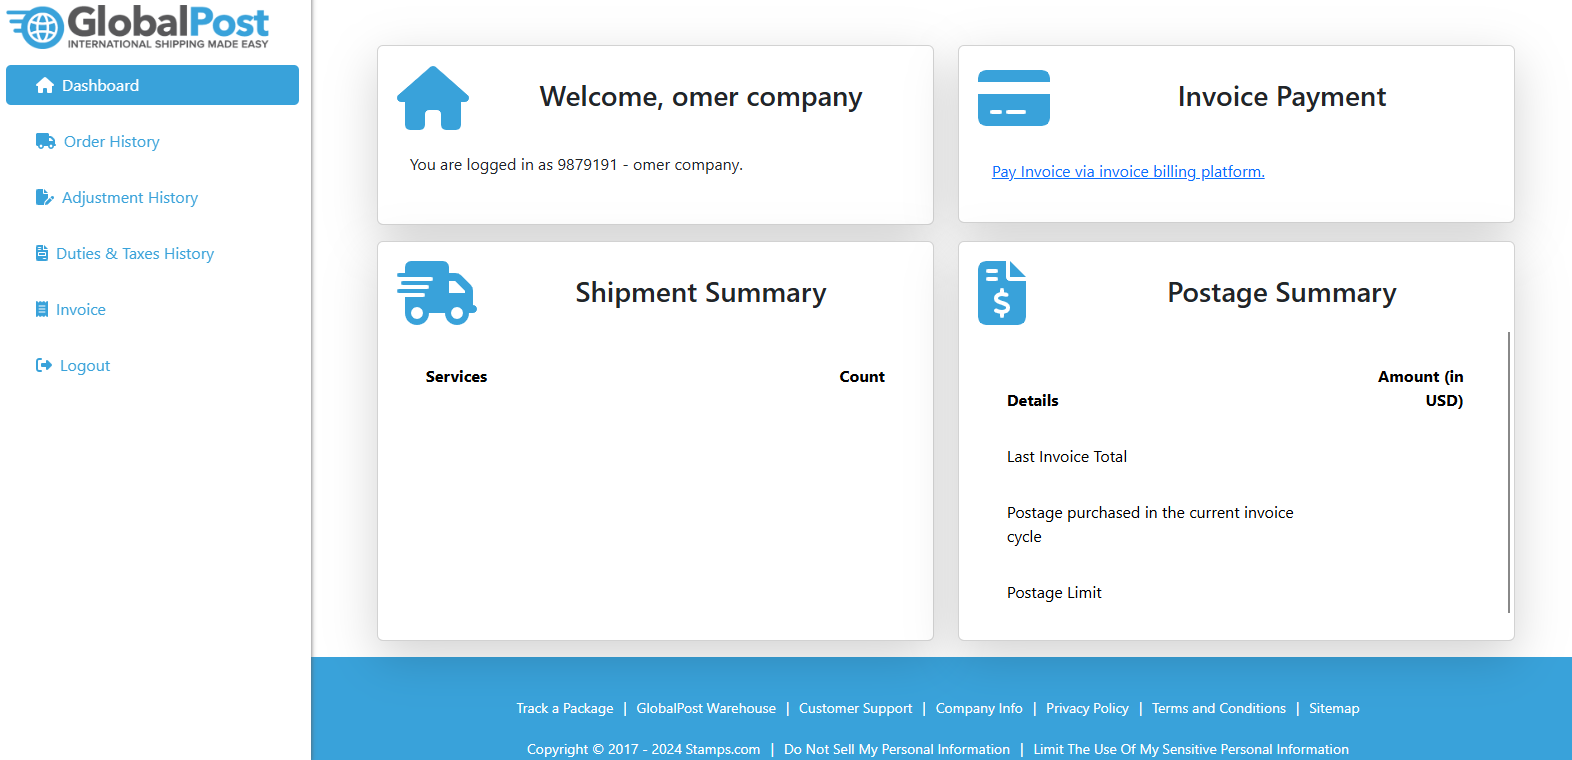 GlobalPost
INTERNATIONAL SHIPPING MADE EASY
Dashboard
Order History
Adjustment History
Duties & Taxes History
Invoice
Logout
Welcome, omer company
You are logged in as 9879191 - omer company.
Invoice Payment
Pay Invoice via invoice billing platform.
Shipment Summary
Services Count
Postage Summary
Amount (in
USD)
Details
Last Invoice Total
Postage purchased in the current invoice
cycle
Postage Limit
Track a Package | GlobalPost Warehouse | Customer Support | Company Info | Privacy Policy | Terms and Conditions | Sitemap
Copyright © 2017 - 2024 Stamps.com | Do Not Sell My Personal Information | Limit The Use Of My Sensitive Personal Information